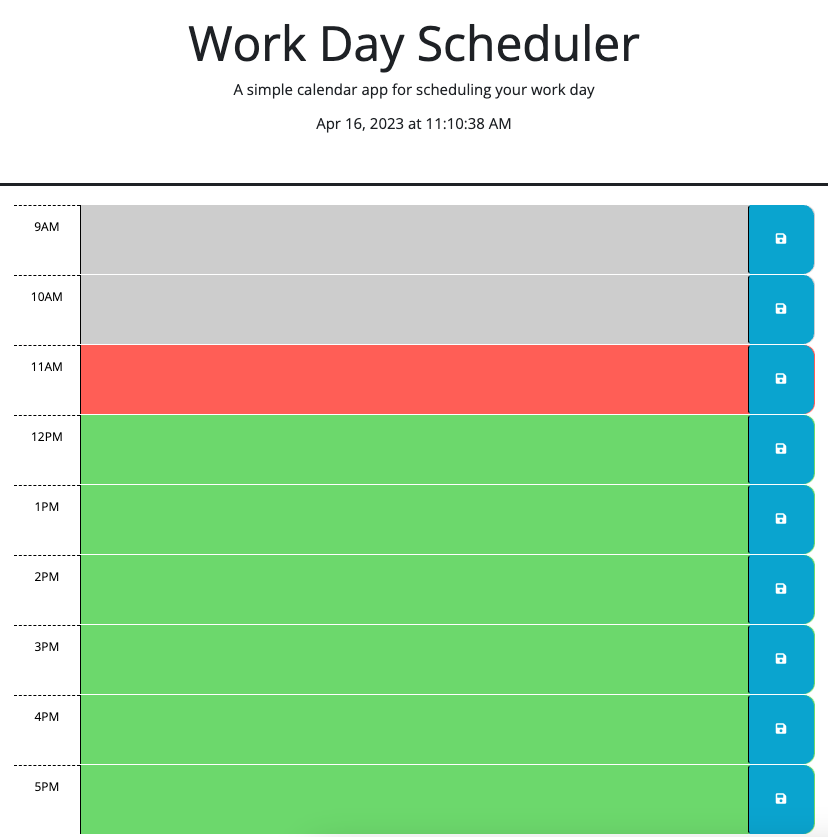 Work Day Scheduler
A simple calendar app for scheduling your work day
Apr 16, 2023 at 11:10:38 AM
9AM
10AM
11AM
12PM
1PM
2PM
3PM
4PM
5PM